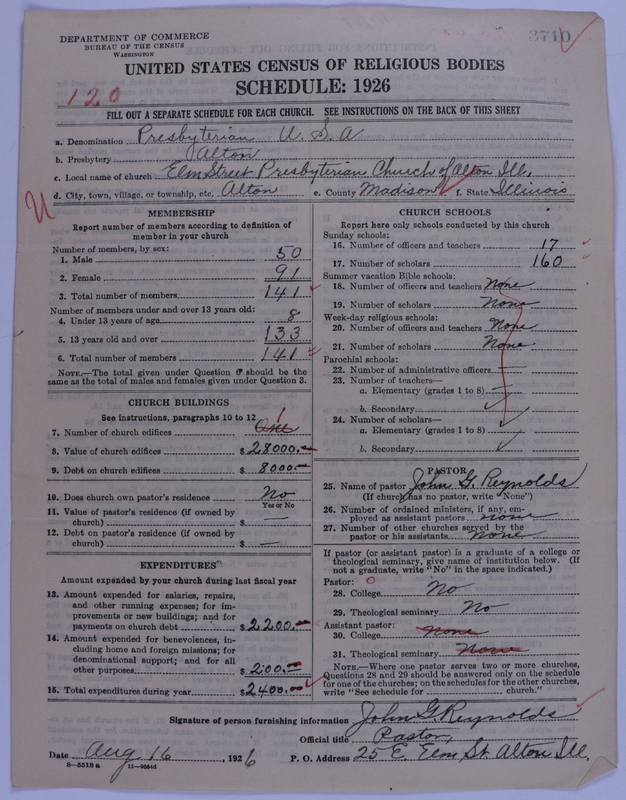 DEPARTMENT OF COMMERCE
BUREAU OF THE CENSUS
WASHINGTON
3710
UNITED STATES CENSUS OF RELIGIOUS BODIES
SCHEDULE: 1926
120
FILL OUT A SEPARATE SCHEDULE FOR EACH CHURCH. SEE INSTRUCTIONS ON THE BACK OF THIS SHEET
a. Denomination Presbyterian U. S. A
b. Presbytery Alton
c. Local name of church Elm Street Presbyterian Church of Alton Ill.
d. City, town, village, or township, etc. Alton e. County Madison f. State Illinois
MEMBERSHIP
Report number of members according to definition of
member in your church
Number of members, by sex:
1. Male 50
2. Female 91
3. Total number of members 141
Number of members under and over 13 years old:
4. Under 13 years of age 8
5. 13 years old and over 133
6. Total number of members 141
NOTE.—The total given under Question 6 should be
same as the total of males and females given under Question 3.
CHURCH BUILDINGS
See instructions, paragraphs 10 to 12
7. Number of church edifices One 1
8. Value of church edifices $ 28000.—
9. Debt on church edifices $ 8000.—
10. Does church own pastor's residence No
Yes or No
11. Value of pastor's residence (if owned by
church) $ —
12. Debt on pastor's residence (if owned by
church) $ —
EXPENDITURES
Amount expended by your church during last fiscal year
13. Amount expended for salaries, repairs,
and other running expenses; for im-
provements or new buildings; and for
payments on church debt $ 2200.—
14. Amount expended for benevolences, in-
cluding home and foreign missions; for
denominational support; and for all
other purposes $ 200.—
15. Total expenditures during year $ 2400.—
CHURCH SCHOOLS
Report here only schools conducted by this church
Sunday schools:
16. Number of officers and teachers 17
17. Number of scholars 160
Summer vacation Bible schools:
18. Number of officers and teachers None
19. Number of scholars None
Week-day religious schools:
20. Number of officers and teachers None
21. Number of scholars None
Parochial schools:
22. Number of administrative officers
23. Number of teachers—
a. Elementary (grades 1 to 8)
b. Secondary
24. Number of scholars—
a. Elementary (grades 1 to 8)
b. Secondary
PASTOR
25. Name of pastor John G. Reynolds
(If church has no pastor, write "None")
26. Number of ordained ministers, if any, em-
ployed as assistant pastors none
27. Number of other churches served by the
pastor or his assistants None
If pastor (or assistant pastor) is a graduate of a college or
theological seminary, give name of institution below. (If
not a graduate, write "No" in the space indicated.)
Pastor: 0
28. College No
29. Theological seminary No
Assistant pastor:
30. College None
31. Theological seminary None
NOTE.—Where one pastor serves two or more churches,
Questions 28 and 29 should be answered only on the schedule
for one of the churches; on the schedules for the other churches,
write "See schedule for church."
Signature of person furnishing information John G Reynolds
Official title Pastor,
Date Aug 16, 1926 P. O. Address 25 E. Elm St. Alton Ill.
8—5518 a 11—9684d